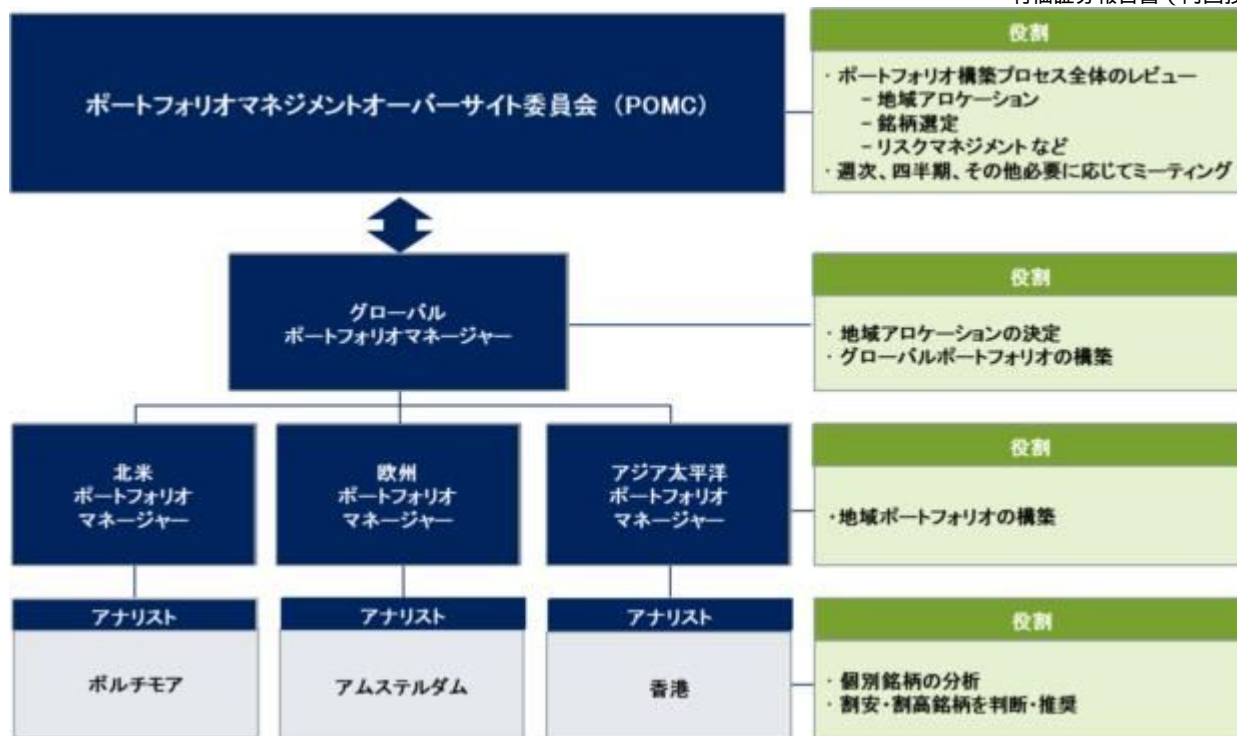 ポートフォリオマネジメントオーバーサイト委員会（POMC）
役割
・ポートフォリオ構築プロセス全体のレビュー
－地域アロケーション
－銘柄選定
－リスクマネジメントなど
・週次、四半期、その他必要に応じてミーティング
グローバル
ポートフォリオマネージャー
役割
・地域アロケーションの決定
・グローバルポートフォリオの構築
北米
ポートフォリオ
マネージャー
欧州
ポートフォリオ
マネージャー
アジア太平洋
ポートフォリオ
マネージャー
役割
・地域ポートフォリオの構築
アナリスト
ボルチモア
アナリスト
アムステルダム
アナリスト
香港
役割
・個別銘柄の分析
・割安・割高銘柄を判断・推奨